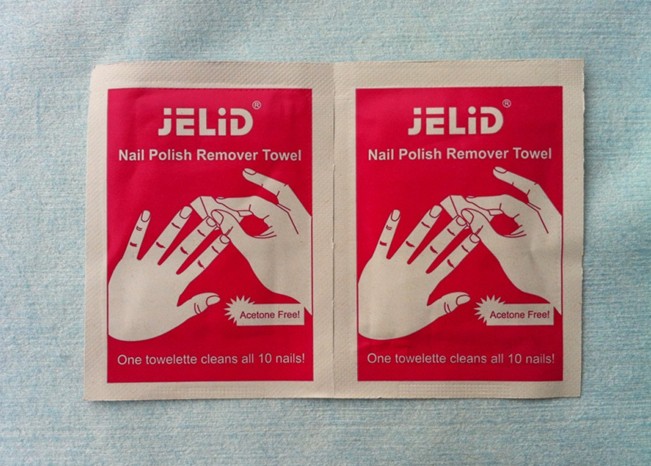 JELiD®
Nail Polish Remover Towel
Acetone Free!
One towelette cleans all 10 nails!
JELiD®
Nail Polish Remover Towel
Acetone Free!
One towelette cleans all 10 nails!